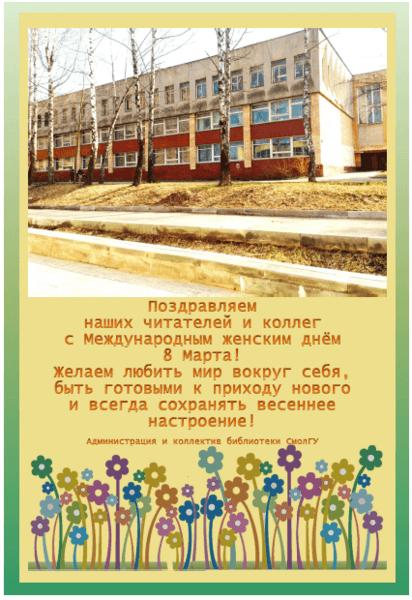 Поздравляем
наших читателей и коллег
с Международным женским днём
8 Марта!
Желаем любить мир вокруг себя,
быть готовыми к приходу нового
и всегда сохранять весеннее
настроение!
Администрация и коллектив библиотеки СмолГУ